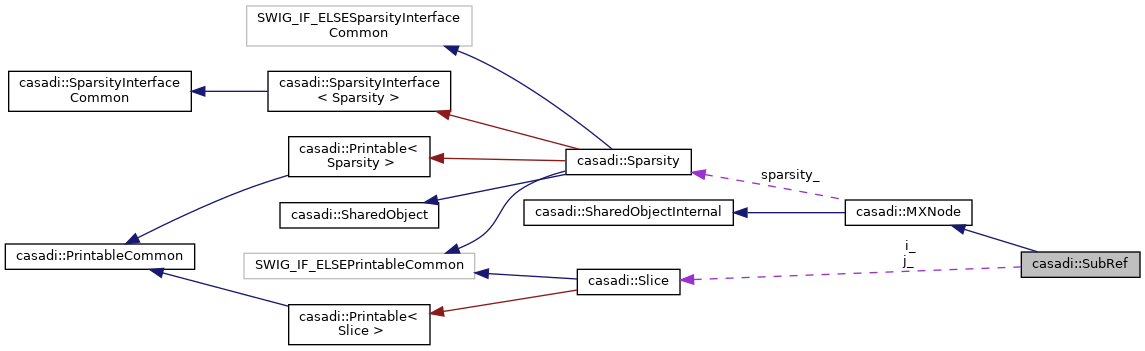 SWIG_IF_ELSESparsityInterface
Common
casadi::SparsityInterface
Common
casadi::SparsityInterface
< Sparsity >
casadi::Printable<
Sparsity >
casadi::Sparsity
sparsity_
casadi::SharedObject
casadi::SharedObjectInternal
casadi::MXNode
casadi::PrintableCommon
SWIG_IF_ELSEPrintableCommon
i_
j_
casadi::SubRef
casadi::Slice
casadi::Printable<
Slice >